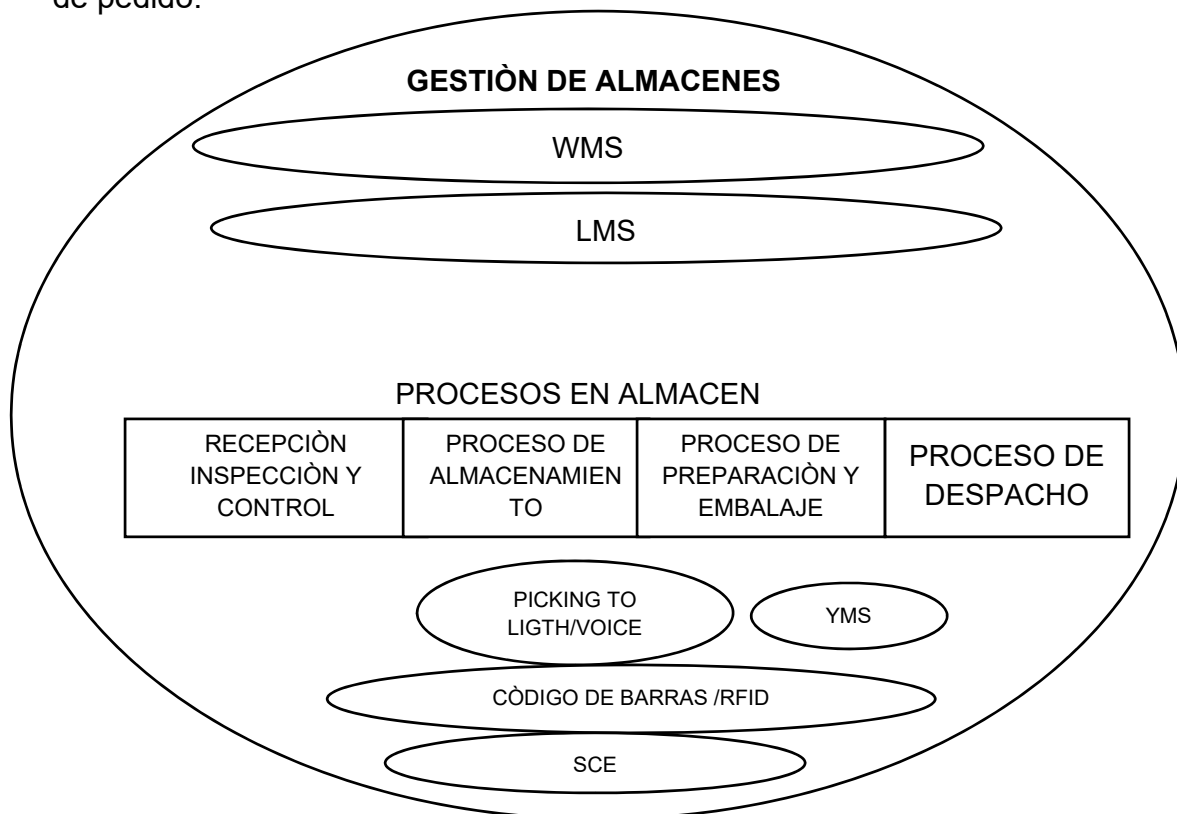 de pedido.
GESTIÒN DE ALMACENES
WMS
LMS
PROCESOS EN ALMACEN
RECEPCIÒN
INSPECCIÒN Y
CONTROL
PROCESO DE
ALMACENAMIEN
TO
PROCESO DE
PREPARACIÒN Y
EMBALAJE
PROCESO DE
DESPACHO
PICKING TO
LIGTH/VOICE
YMS
CÒDIGO DE BARRAS /RFID
SCE